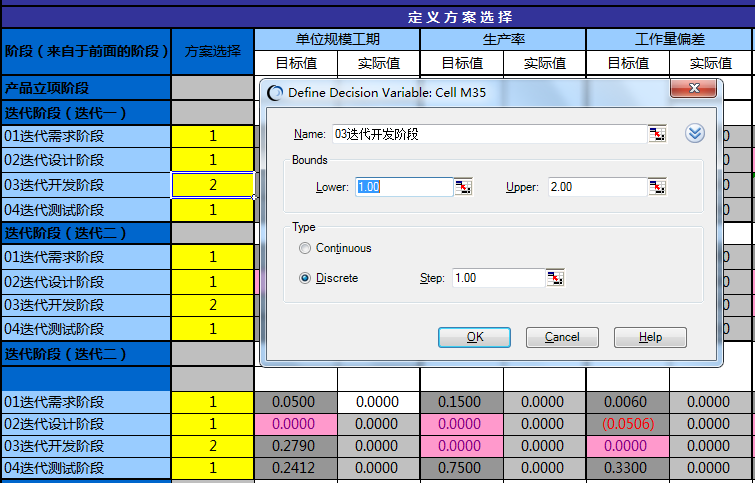 定义方案选择
阶段（来自于前面的阶段） 方案选择 单位规模工期 生产率 工作量偏差
目标值 实际值 目标值 实际值 目标值 实际值
产品立项阶段
迭代阶段（迭代一）
01迭代需求阶段 1
02迭代设计阶段 1
03迭代开发阶段 2
04迭代测试阶段 1
迭代阶段（迭代二）
01迭代需求阶段 1
02迭代设计阶段 1
03迭代开发阶段 2
04迭代测试阶段 1
迭代阶段（迭代二）
Define Decision Variable: Cell M35
Name: 03迭代开发阶段
Bounds
Lower: 1.00 Upper: 2.00
Type
Continuous
Discrete Step: 1.00
OK Cancel Help
01迭代需求阶段 1 0.0500 0.0000 0.1500 0.0000 0.0060 0.0000
02迭代设计阶段 1 0.0000 0.0000 0.0000 0.0000 (0.0506) 0.0000
03迭代开发阶段 2 0.2790 0.0000 0.0000 0.0000 0.0000 0.0000
04迭代测试阶段 1 0.2412 0.0000 0.7500 0.0000 0.3300 0.0000